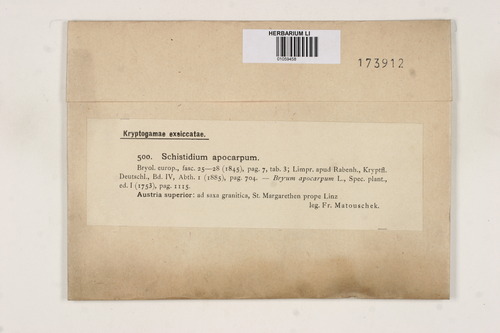 HERBARIUM LI
01059458
173912
Kryptogamae exsiccatae.
500. Schistidium apocarpum.
Bryol. europ., fasc. 25—28 (1845), pag. 7, tab. 3; Limpr. apud Rabenh., Kryptfl.
Deutschl., Bd. IV, Abth. 1 (1885), pag. 704. — Bryum apocarpum L., Spec. plant.,
ed. I (1753), pag. 1115.
Austria superior: ad saxa granitica, St. Margarethen prope Linz
leg. Fr. Matouschek.